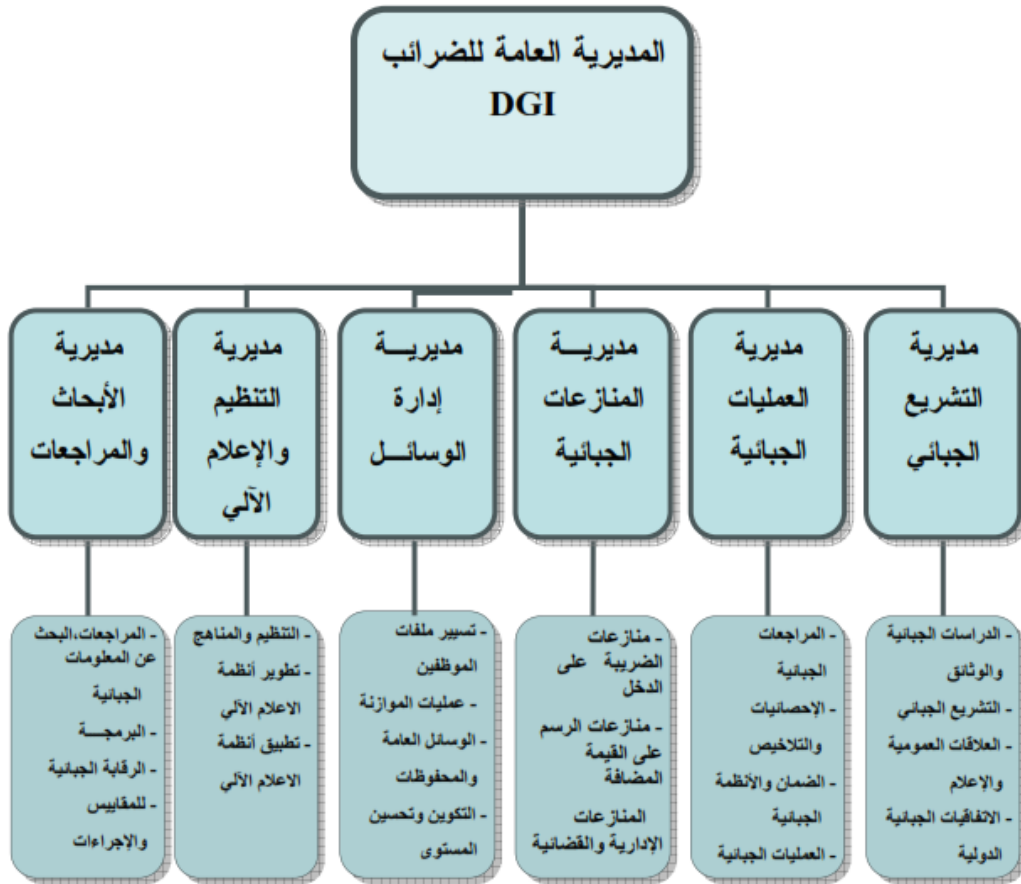 المديرية العامة للضرائب
DGI
مديرية
التشريع
الجبائي
مديرية
العمليات
الجبائية
مديريـــة
المنازعات
الجبائية
مديريـــة
إدارة
الوسائــل
مديرية
التنظيم
والإعلام
الآلي
مديرية
الأبحاث
والمراجعات
- الدراسات الجبائية
والوثائق
- التشريع الجبائي
- العلاقات العمومية
والإعلام
- الاتفاقيات الجبائية
الدولية
- المراجعات
الجبائية
- الإحصائيات
والتلاخيص
- الضمان والأنظمة
الجبائية
- العمليات الجبائية
- منازعات
الضريبة على
الدخل
- منازعات الرسم
على القيمة
المضافة
المنازعات
الإدارية والقضائية
- تسيير ملفات
الموظفين
- عمليات الموازنة
- الوسائل العامة
والمحفوظات
- التكوين وتحسين
المستوى
- التنظيم والمناهج
- تطوير أنظمة
الاعلام الآلي
- تطبيق أنظمة
الاعلام الآلي
- المراجعات،البحث
عن المعلومات
الجبائية
- البرمجـــة
- الرقابة الجبائية
- للمقاييس
والإجراءات